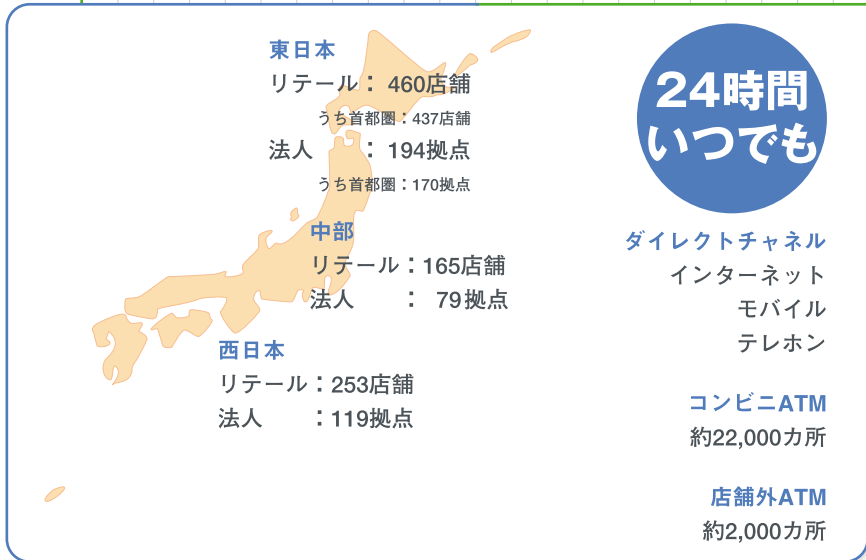 東日本
リテール： 460店舗
うち首都圏：437店舗
法人　　： 194拠点
うち首都圏：170拠点
中部
リテール：165店舗
法人　　： 79拠点
西日本
リテール：253店舗
法人　　：119拠点
24時間
いつでも
ダイレクトチャネル
インターネット
モバイル
テレホン
コンビニATM
約22,000カ所
店舗外ATM
約2,000カ所